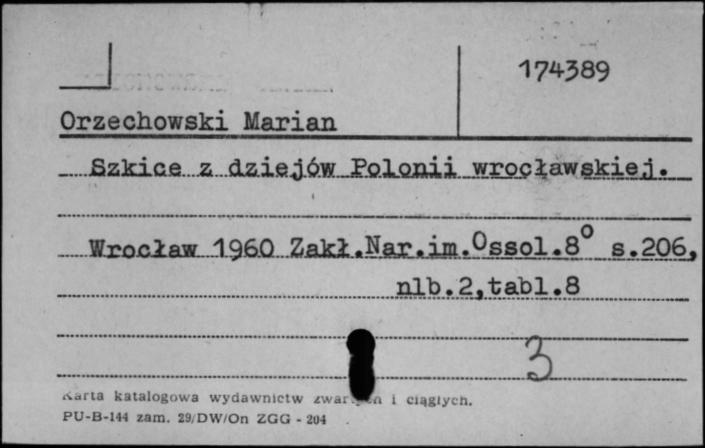 174389
Orzechowski Marian
Szkice z dziejów Polonii wrocławskiej.
Wrocław 1960 Zakł.Nar.im.Ossol.8° s.206,
nlb.2,tabl.8
3
Karta katalogowa wydawnictw i ciągłych.
PU-B-144 zam. 29/DW/On ZGG - 204